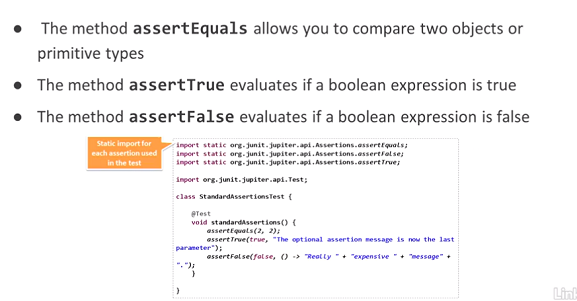 The method assertEquals allows you to compare two objects or
primitive types
The method assertTrue evaluates if a boolean expression is true
The method assertFalse evaluates if a boolean expression is false
Static import for
each assertion used
in the test
import static org.junit.jupiter.api.Assertions.assertEquals;
import static org.junit.jupiter.api.Assertions.assertFalse;
import static org.junit.jupiter.api.Assertions.assertTrue;
import org.junit.jupiter.api.Test;
class StandardAssertionsTest {
@Test
void standardAssertions() {
assertEquals(2, 2);
assertTrue(true, "The optional assertion message is now the last
parameter");
assertFalse(false, () -> "Really " + "expensive " + "message" +
".");
}
}
Link